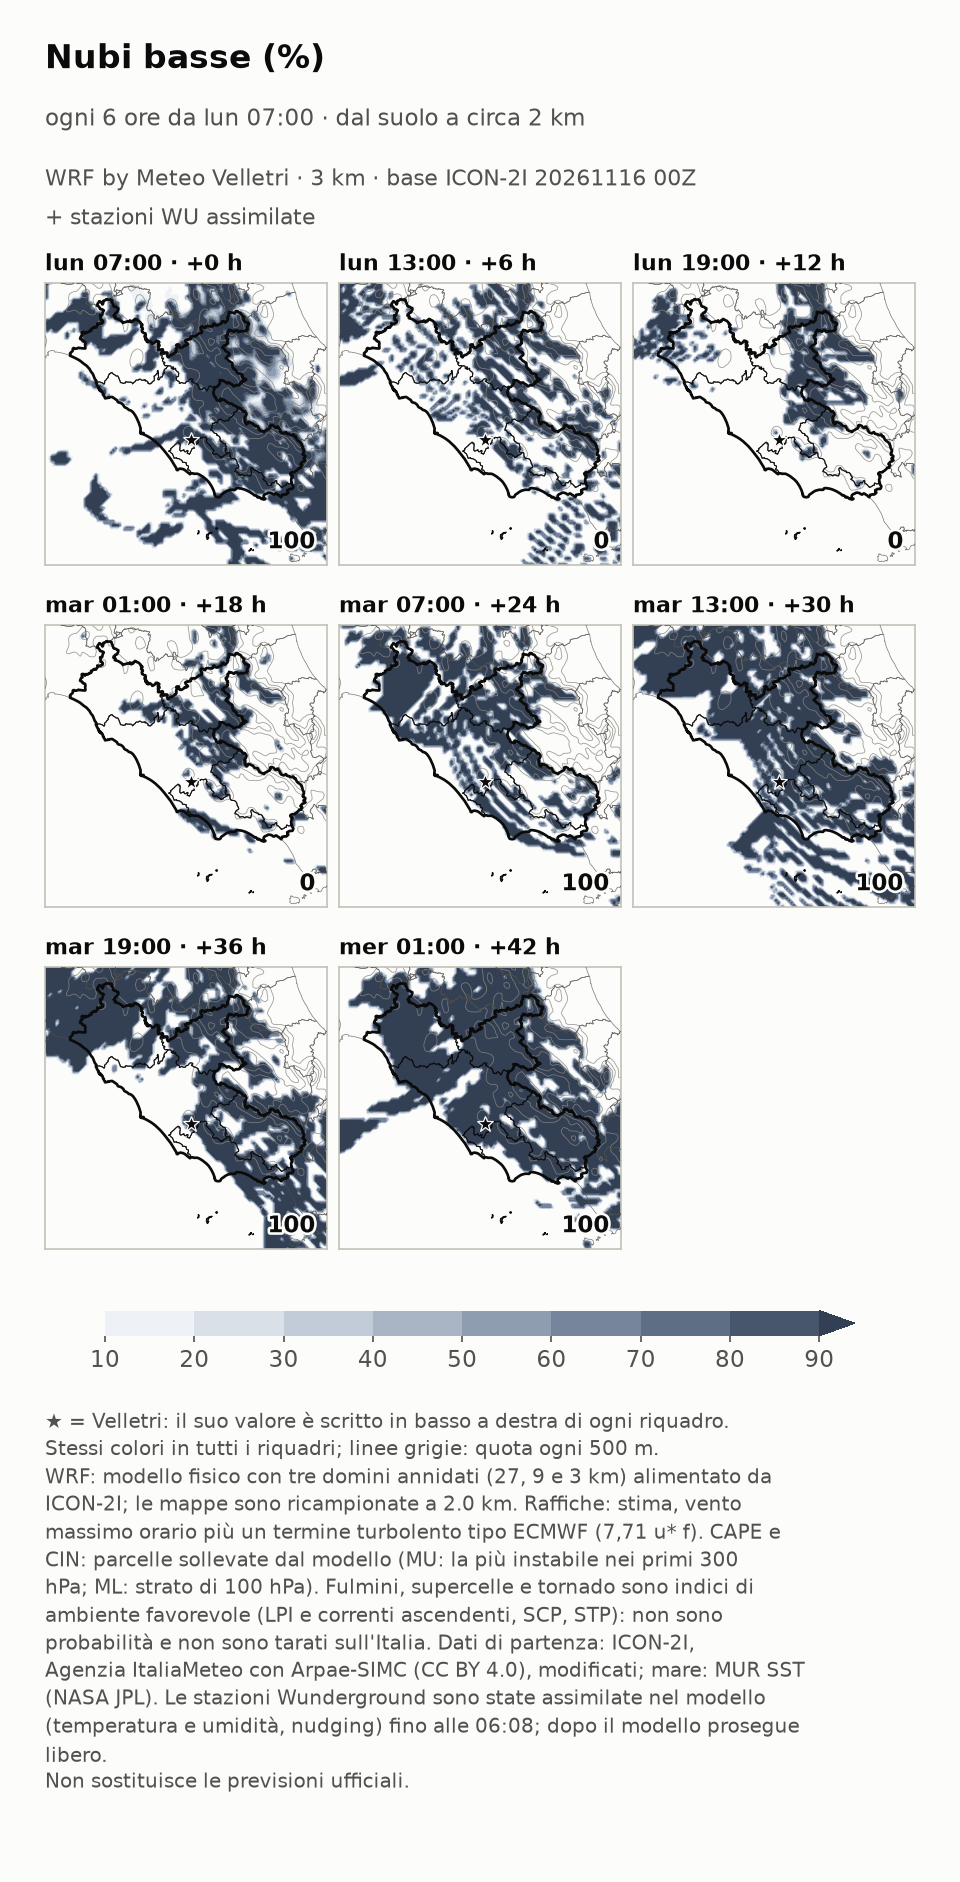 Nubi basse (%)
ogni 6 ore da lun 07:00 · dal suolo a circa 2 km
WRF by Meteo Velletri · 3 km · base ICON-2I 20261116 00Z
+ stazioni WU assimilate
lun 07:00 · +0 h
lun 13:00 · +6 h
lun 19:00 · +12 h
100
0
0
mar 01:00 · +18 h
mar 07:00 · +24 h
mar 13:00 · +30 h
0
100
100
mar 19:00 · +36 h
mer 01:00 · +42 h
100
100
10 20 30 40 50 60 70 80 90
★ = Velletri: il suo valore è scritto in basso a destra di ogni riquadro.
Stessi colori in tutti i riquadri; linee grigie: quota ogni 500 m.
WRF: modello fisico con tre domini annidati (27, 9 e 3 km) alimentato da
ICON-2I; le mappe sono ricampionate a 2.0 km. Raffiche: stima, vento
massimo orario più un termine turbolento tipo ECMWF (7,71 u* f). CAPE e
CIN: parcelle sollevate dal modello (MU: la più instabile nei primi 300
hPa; ML: strato di 100 hPa). Fulmini, supercelle e tornado sono indici di
ambiente favorevole (LPI e correnti ascendenti, SCP, STP): non sono
probabilità e non sono tarati sull'Italia. Dati di partenza: ICON-2I,
Agenzia ItaliaMeteo con Arpae-SIMC (CC BY 4.0), modificati; mare: MUR SST
(NASA JPL). Le stazioni Wunderground sono state assimilate nel modello
(temperatura e umidità, nudging) fino alle 06:08; dopo il modello prosegue
libero.
Non sostituisce le previsioni ufficiali.